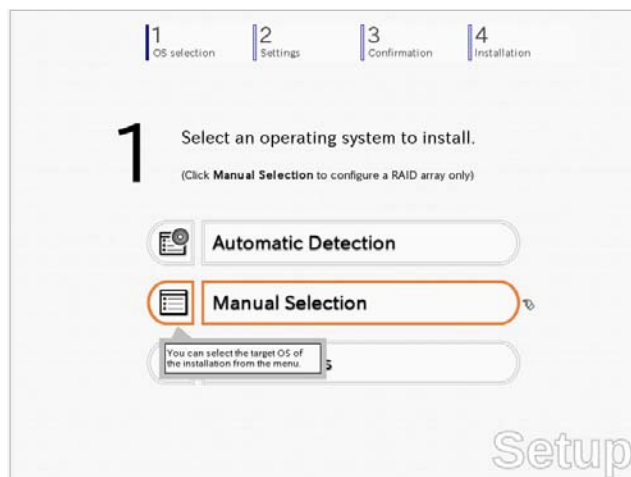 1
OS selection
2
Settings
3
Confirmation
4
Installation
1
Select an operating system to install.
(Click Manual Selection to configure a RAID array only)
Automatic Detection
Manual Selection
You can select the target OS of
the installation from the menu.
s
Setup